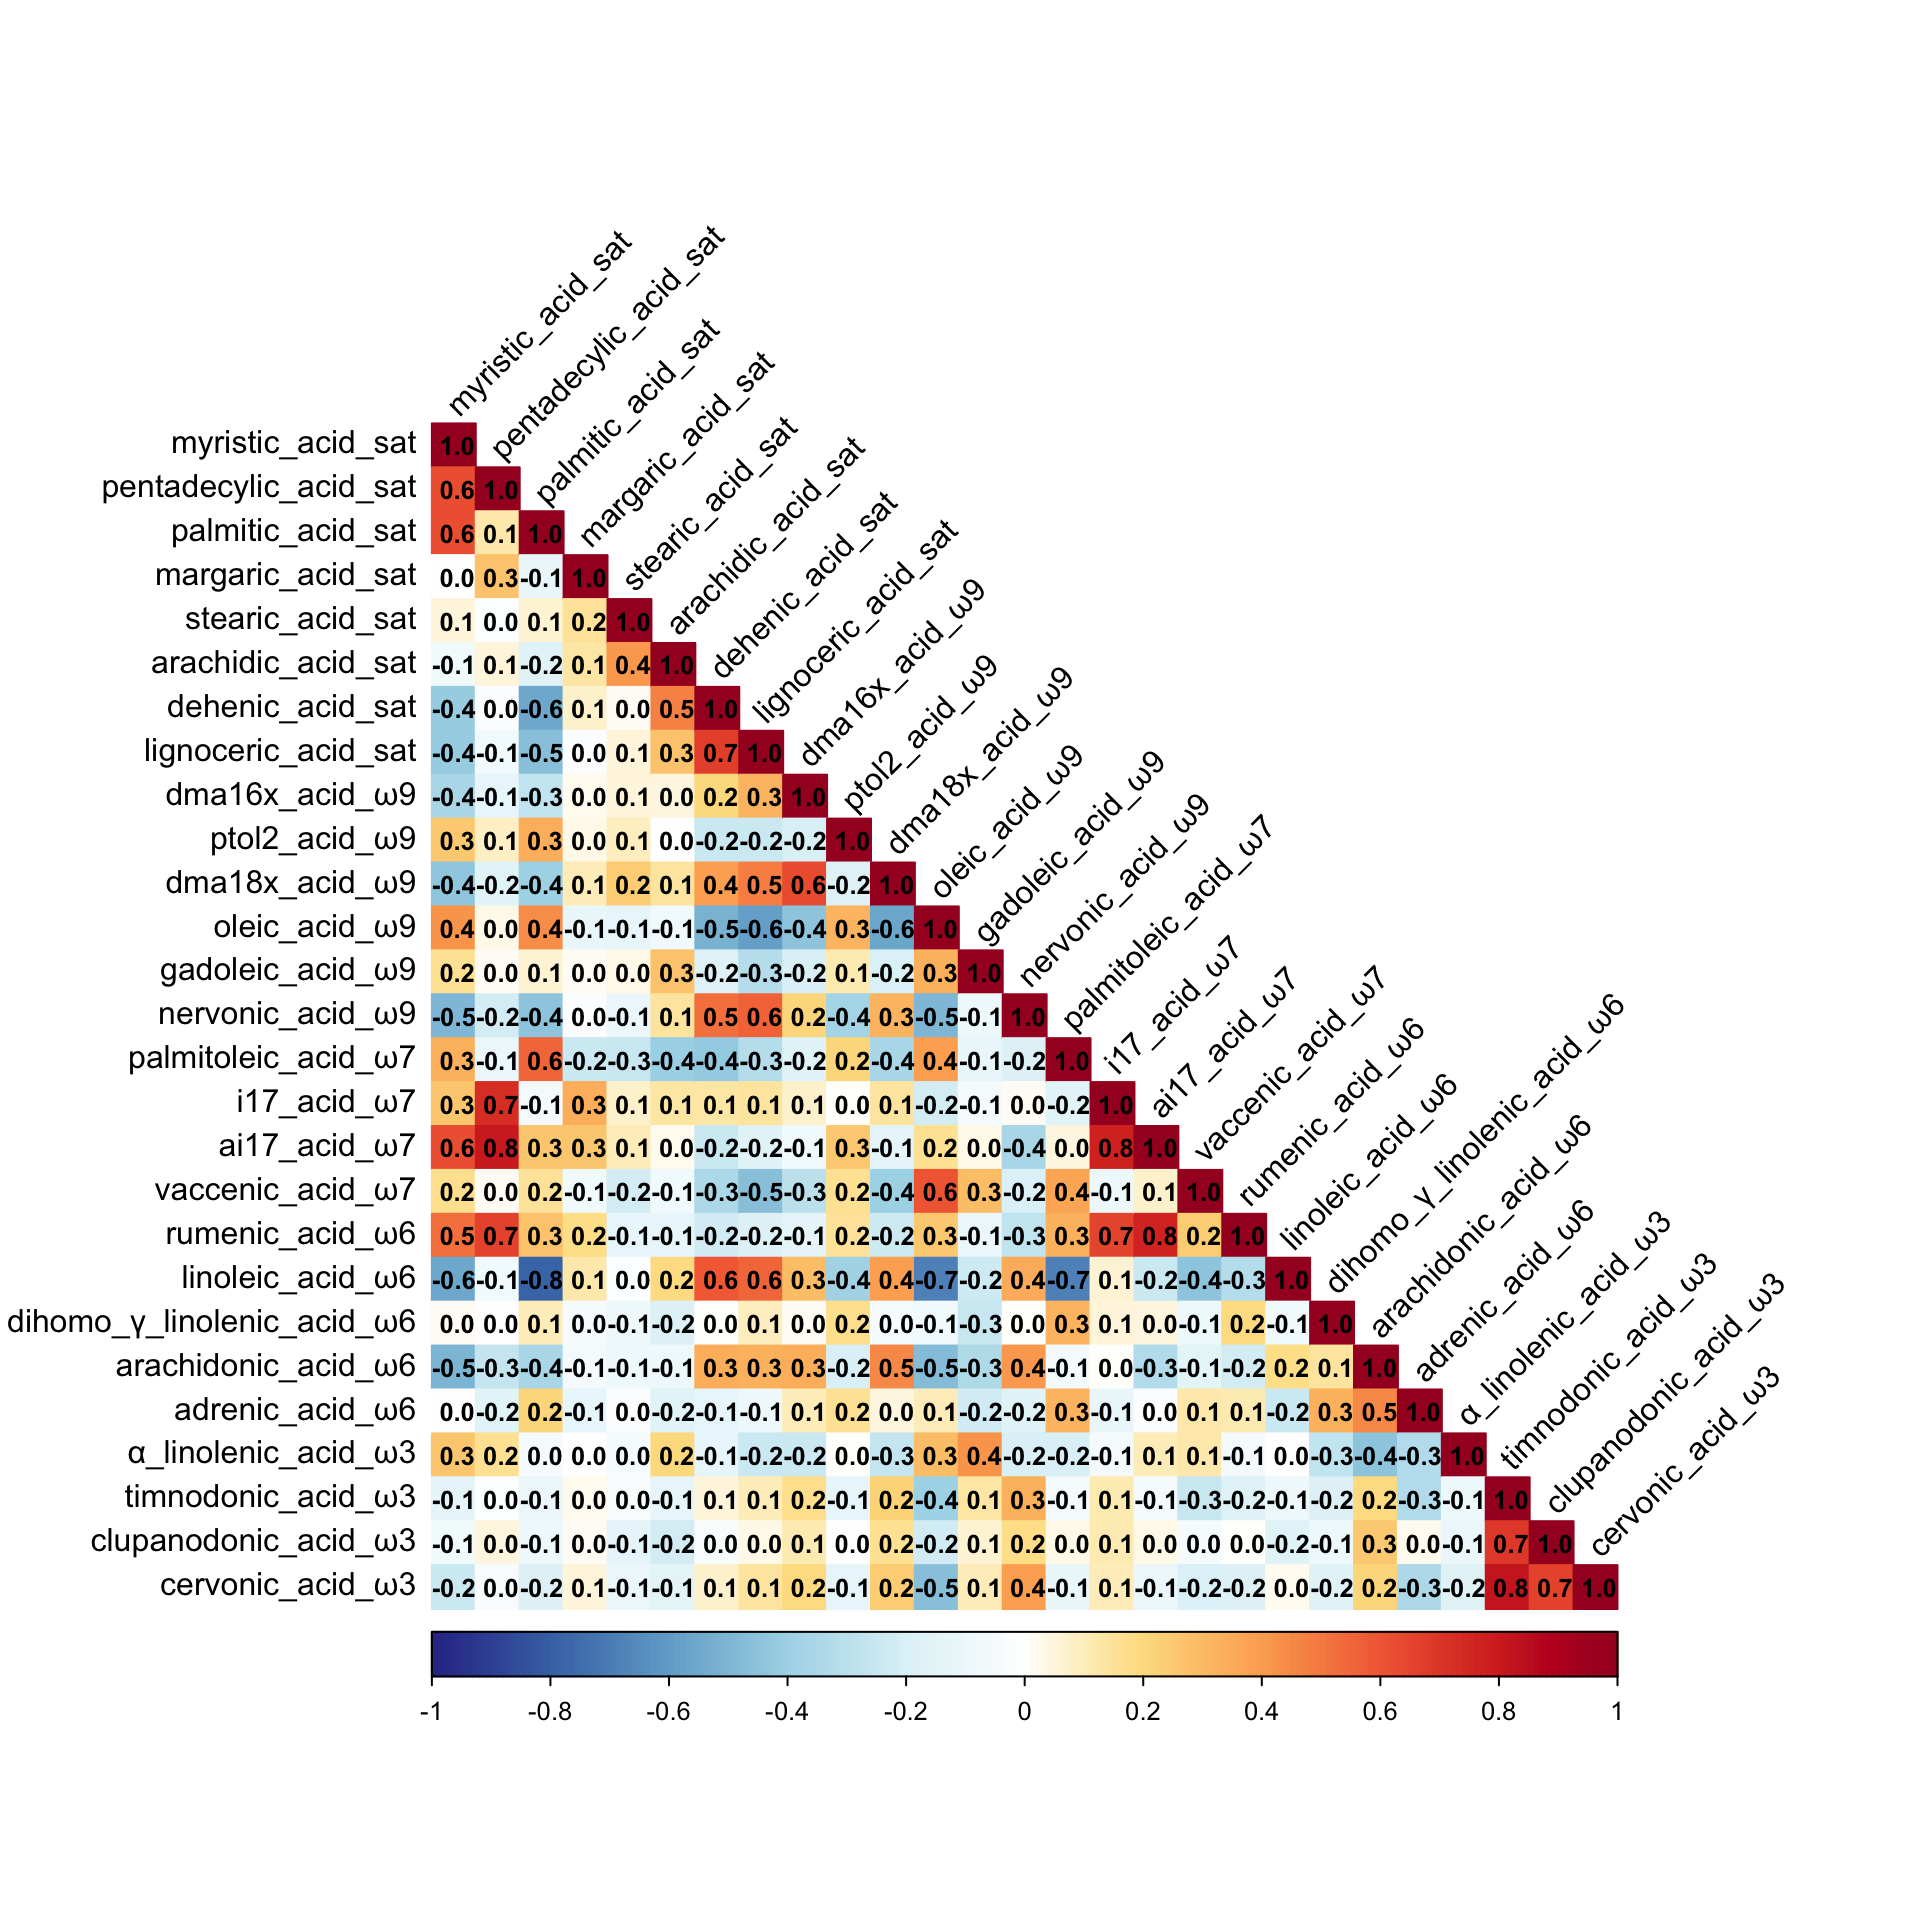 myristic_acid_sat
pentadecylic_acid_sat
palmitic_acid_sat
margaric_acid_sat
stearic_acid_sat
arachidic_acid_sat
dehenic_acid_sat
lignoceric_acid_sat
dma16x_acid_ω9
ptol2_acid_ω9
dma18x_acid_ω9
oleic_acid_ω9
gadoleic_acid_ω9
nervonic_acid_ω9
palmitoleic_acid_ω7
i17_acid_ω7
ai17_acid_ω7
vaccenic_acid_ω7
rumenic_acid_ω6
linoleic_acid_ω6
dihomo_γ_linolenic_acid_ω6
arachidonic_acid_ω6
adrenic_acid_ω6
α_linolenic_acid_ω3
timnodonic_acid_ω3
clupanodonic_acid_ω3
cervonic_acid_ω3
myristic_acid_sat 1.0
pentadecylic_acid_sat 0.6 1.0
palmitic_acid_sat 0.6 0.1 1.0
margaric_acid_sat 0.0 0.3 -0.1 1.0
stearic_acid_sat 0.1 0.0 0.1 0.2 1.0
arachidic_acid_sat -0.1 0.1 -0.2 0.1 0.4 1.0
dehenic_acid_sat -0.4 0.0 -0.6 0.1 0.0 0.5 1.0
lignoceric_acid_sat -0.4 -0.1 -0.5 0.0 0.1 0.3 0.7 1.0
dma16x_acid_ω9 -0.4 -0.1 -0.3 0.0 0.1 0.0 0.2 0.3 1.0
ptol2_acid_ω9 0.3 0.1 0.3 0.0 0.1 0.0 -0.2 -0.2 -0.2 1.0
dma18x_acid_ω9 -0.4 -0.2 -0.4 0.1 0.2 0.1 0.4 0.5 0.6 -0.2 1.0
oleic_acid_ω9 0.4 0.0 0.4 -0.1 -0.1 -0.1 -0.5 -0.6 -0.4 0.3 -0.6 1.0
gadoleic_acid_ω9 0.2 0.0 0.1 0.0 0.0 0.3 -0.2 -0.3 -0.2 0.1 -0.2 0.3 1.0
nervonic_acid_ω9 -0.5 -0.2 -0.4 0.0 -0.1 0.1 0.5 0.6 0.2 -0.4 0.3 -0.5 -0.1 1.0
palmitoleic_acid_ω7 0.3 -0.1 0.6 -0.2 -0.3 -0.4 -0.4 -0.3 -0.2 0.2 -0.4 0.4 -0.1 -0.2 1.0
i17_acid_ω7 0.3 0.7 -0.1 0.3 0.1 0.1 0.1 0.1 0.1 0.0 0.1 -0.2 -0.1 0.0 -0.2 1.0
ai17_acid_ω7 0.6 0.8 0.3 0.3 0.1 0.0 -0.2 -0.2 -0.1 0.3 -0.1 0.2 0.0 -0.4 0.0 0.8 1.0
vaccenic_acid_ω7 0.2 0.0 0.2 -0.1 -0.2 -0.1 -0.3 -0.5 -0.3 0.2 -0.4 0.6 0.3 -0.2 0.4 -0.1 0.1 1.0
rumenic_acid_ω6 0.5 0.7 0.3 0.2 -0.1 -0.1 -0.2 -0.2 -0.1 0.2 -0.2 0.3 -0.1 -0.3 0.3 0.7 0.8 0.2 1.0
linoleic_acid_ω6 -0.6 -0.1 -0.8 0.1 0.0 0.2 0.6 0.6 0.3 -0.4 0.4 -0.7 -0.2 0.4 -0.7 0.1 -0.2 -0.4 -0.3 1.0
dihomo_γ_linolenic_acid_ω6 0.0 0.0 0.1 0.0 -0.1 -0.2 0.0 0.1 0.0 0.2 0.0 -0.1 -0.3 0.0 0.3 0.1 0.0 -0.1 0.2 -0.1 1.0
arachidonic_acid_ω6 -0.5 -0.3 -0.4 -0.1 -0.1 -0.1 0.3 0.3 0.3 -0.2 0.5 -0.5 -0.3 0.4 -0.1 0.0 -0.3 -0.1 -0.2 0.2 0.1 1.0
adrenic_acid_ω6 0.0 -0.2 0.2 -0.1 0.0 -0.2 -0.1 -0.1 0.1 0.2 0.0 0.1 -0.2 -0.2 0.3 -0.1 0.0 0.1 0.1 -0.2 0.3 0.5 1.0
α_linolenic_acid_ω3 0.3 0.2 0.0 0.0 0.0 0.2 -0.1 -0.2 -0.2 0.0 -0.3 0.3 0.4 -0.2 -0.2 -0.1 0.1 0.1 -0.1 0.0 -0.3 -0.4 -0.3 1.0
timnodonic_acid_ω3 -0.1 0.0 -0.1 0.0 0.0 -0.1 0.1 0.1 0.2 -0.1 0.2 -0.4 0.1 0.3 -0.1 0.1 -0.1 -0.3 -0.2 -0.1 -0.2 0.2 -0.3 -0.1 1.0
clupanodonic_acid_ω3 -0.1 0.0 -0.1 0.0 -0.1 -0.2 0.0 0.0 0.1 0.0 0.2 -0.2 0.1 0.2 0.0 0.1 0.0 0.0 0.0 -0.2 -0.1 0.3 0.0 -0.1 0.7 1.0
cervonic_acid_ω3 -0.2 0.0 -0.2 0.1 -0.1 -0.1 0.1 0.1 0.2 -0.1 0.2 -0.5 0.1 0.4 -0.1 0.1 -0.1 -0.2 -0.2 0.0 -0.2 0.2 -0.3 -0.2 0.8 0.7 1.0
-1 -0.8 -0.6 -0.4 -0.2 0 0.2 0.4 0.6 0.8 1